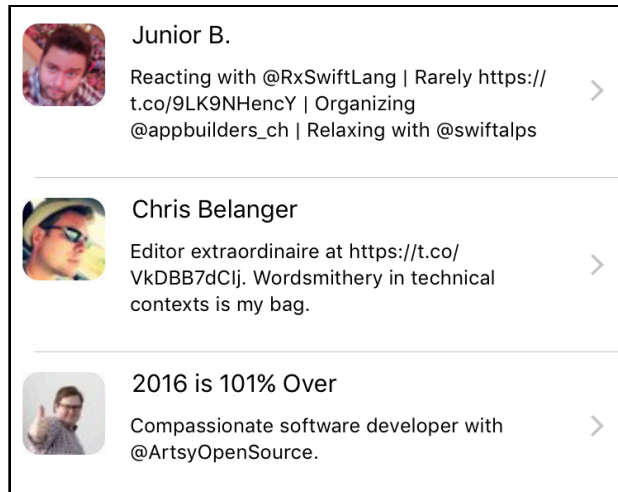 Junior B.
Reacting with @RxSwiftLang | Rarely https://
t.co/9LK9NHencY | Organizing
@appbuilders_ch | Relaxing with @swiftalps
Chris Belanger
Editor extraordinaire at https://t.co/
VkDBB7dCIj. Wordsmithery in technical
contexts is my bag.
2016 is 101% Over
Compassionate software developer with
@ArtsyOpenSource.